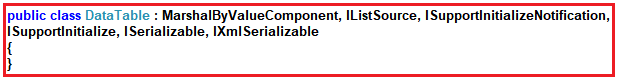 public class DataTable : MarshalByValueComponent, IListSource, ISupportInitializeNotification,
ISupportInitialize, ISerializable, IXmlSerializable
{
}